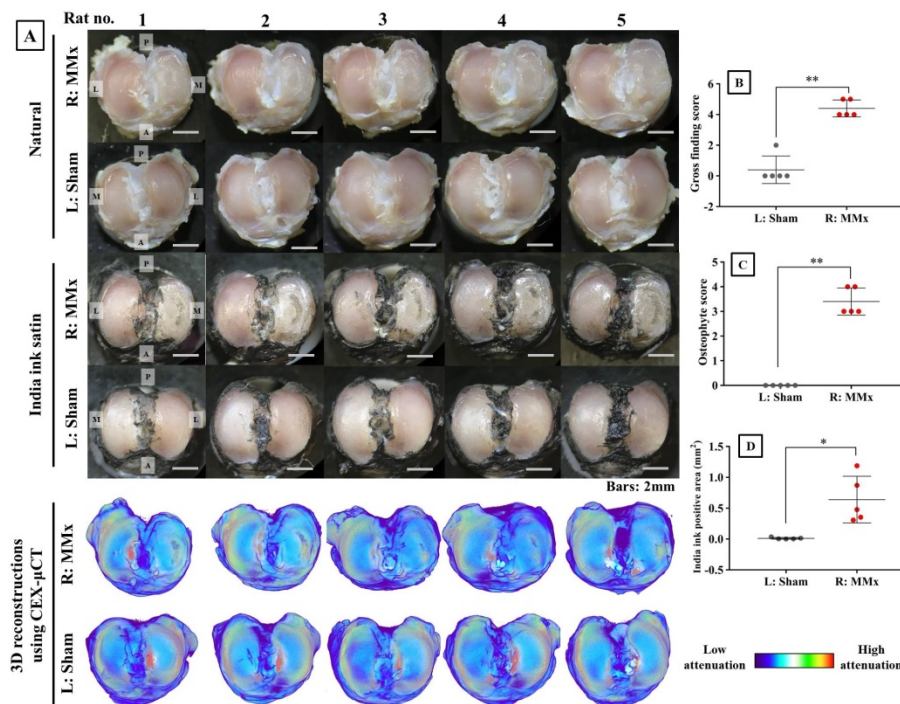 A
Rat no. 1 2 3 4 5
Natural
R: MMx
P
L
M
A
L: Sham
P
M
L
A
India ink satin
R: MMx
P
L
M
A
L: Sham
P
M
L
A
Bars: 2mm
3D reconstructions
using CEX-μCT
R: MMx
L: Sham
B
**
Gross finding score
6
4
2
0
-2
L: Sham R: MMx
C
**
Osteophyte score
5
4
3
2
1
0
L: Sham R: MMx
D
*
India ink positive area (mm²)
1.5
1.0
0.5
0.0
-0.5
L: Sham R: MMx
Low
attenuation
High
attenuation